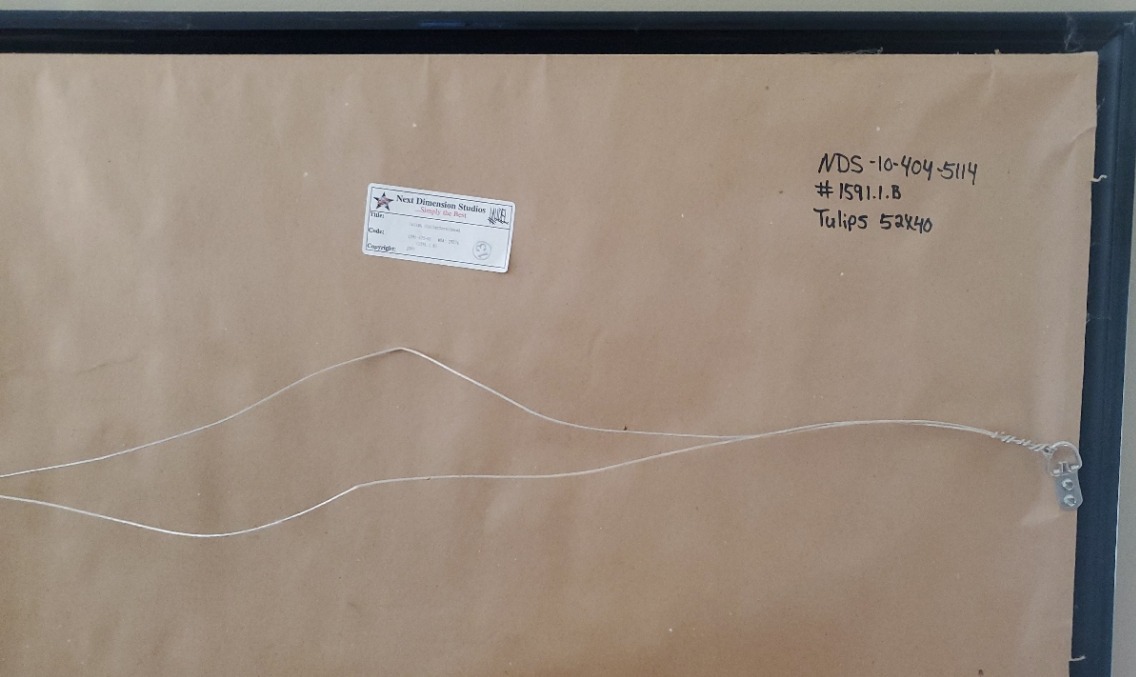 Next Dimension Studios
Simply the Best
Title:
Code:
Copyright:
NDS-10-404-5114
#1591.1.B
Tulips 52x40